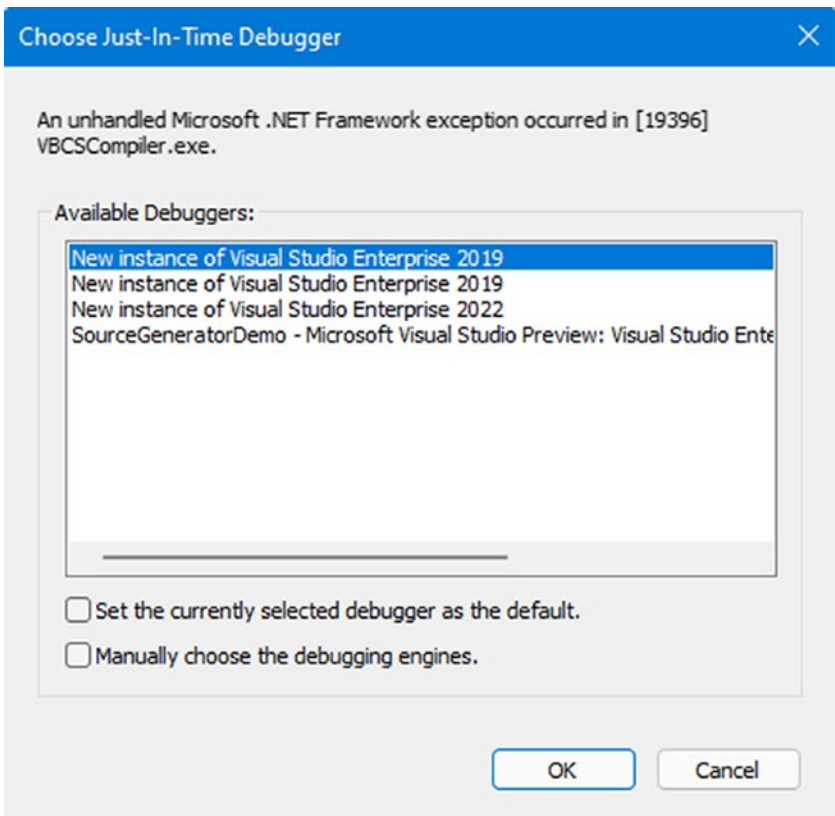 Choose Just-In-Time Debugger
An unhandled Microsoft .NET Framework exception occurred in [19396]
VBCSCompiler.exe.
Available Debuggers:
New instance of Visual Studio Enterprise 2019
New instance of Visual Studio Enterprise 2019
New instance of Visual Studio Enterprise 2022
SourceGeneratorDemo - Microsoft Visual Studio Preview: Visual Studio Ente
Set the currently selected debugger as the default.
Manually choose the debugging engines.
OK Cancel